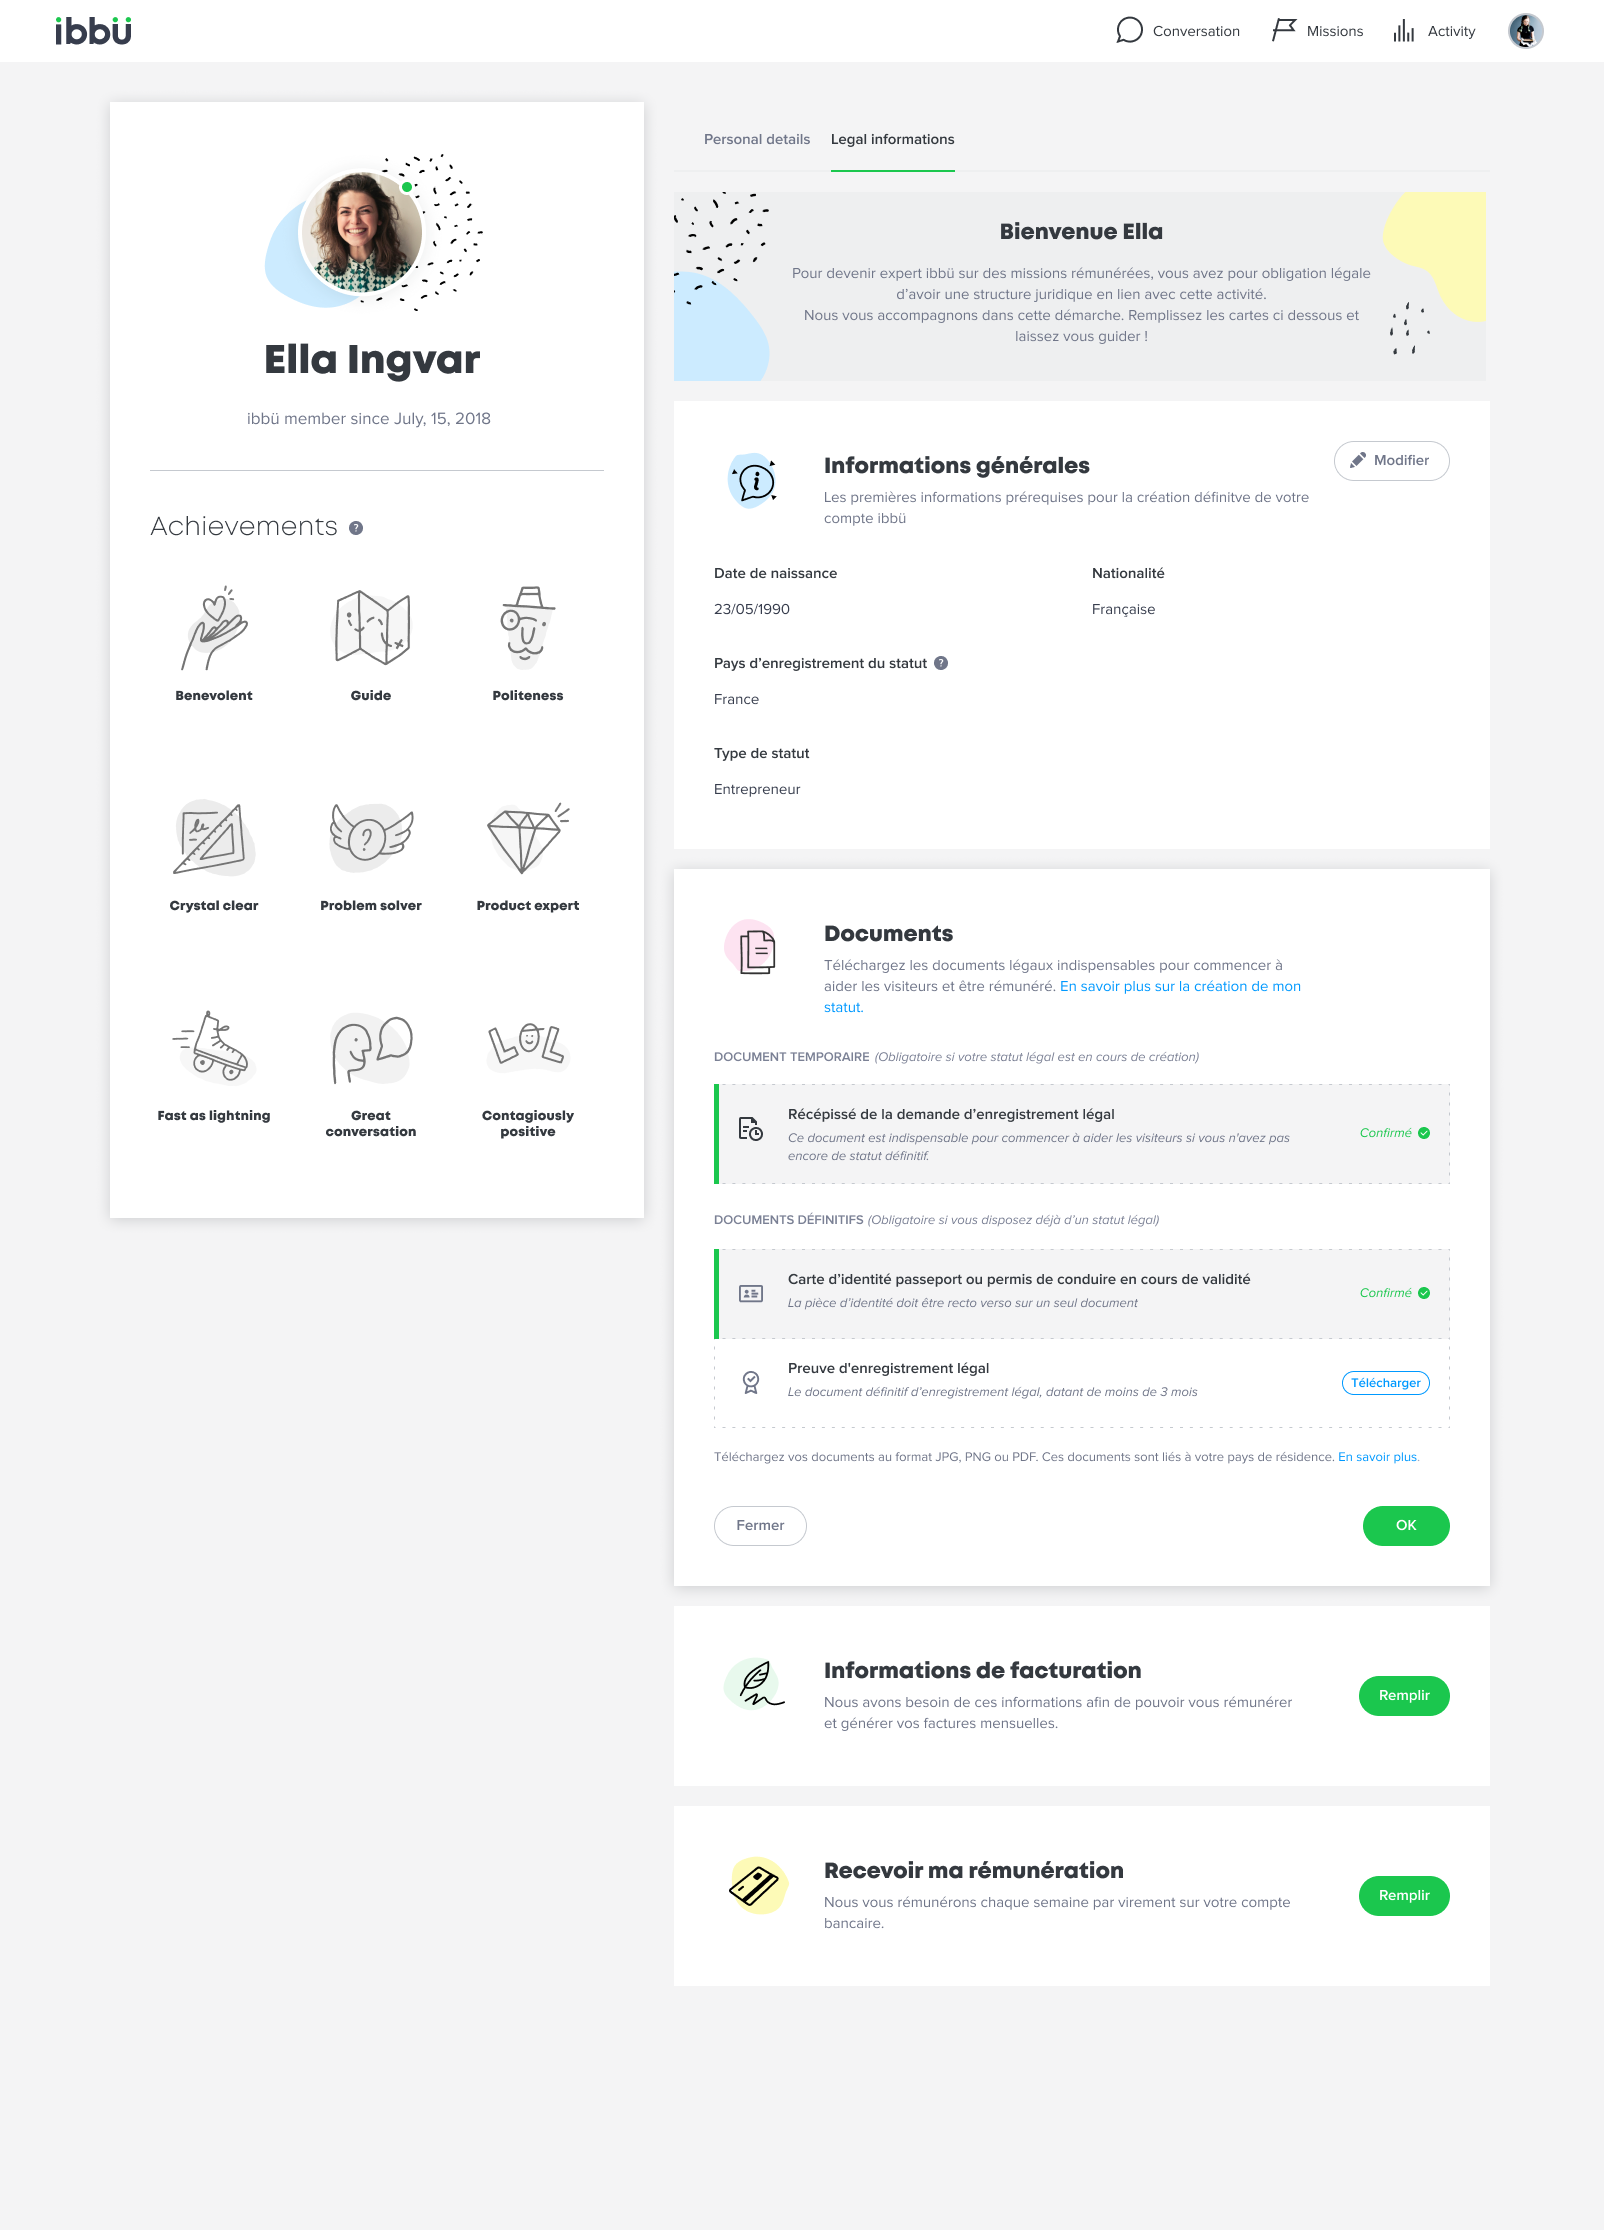 ibbü
Conversation
Missions
Activity
Ella Ingvar
ibbü member since July, 15, 2018
Achievements ?
Benevolent
Guide
Politeness
le
?
Crystal clear
Problem solver
Product expert
LOL
Fast as lightning
Great
conversation
Contagiously
positive
Personal details
Legal informations
Bienvenue Ella
Pour devenir expert ibbü sur des missions rémunérées, vous avez pour obligation légale
d’avoir une structure juridique en lien avec cette activité.
Nous vous accompagnons dans cette démarche. Remplissez les cartes ci dessous et
laissez vous guider !
Informations générales
Modifier
Les premières informations prérequises pour la création définitve de votre
compte ibbü
Date de naissance
Nationalité
23/05/1990
Française
Pays d’enregistrement du statut ?
France
Type de statut
Entrepreneur
Documents
Téléchargez les documents légaux indispensables pour commencer à
aider les visiteurs et être rémunéré. En savoir plus sur la création de mon
statut.
DOCUMENT TEMPORAIRE (Obligatoire si votre statut légal est en cours de création)
Récépissé de la demande d’enregistrement légal
Ce document est indispensable pour commencer à aider les visiteurs si vous n'avez pas
encore de statut définitif.
Confirmé
DOCUMENTS DÉFINITIFS (Obligatoire si vous disposez déjà d’un statut légal)
Carte d’identité passeport ou permis de conduire en cours de validité
La pièce d’identité doit être recto verso sur un seul document
Confirmé
Preuve d'enregistrement légal
Le document définitif d’enregistrement légal, datant de moins de 3 mois
Télécharger
Téléchargez vos documents au format JPG, PNG ou PDF. Ces documents sont liés à votre pays de résidence. En savoir plus.
Fermer
OK
Informations de facturation
Nous avons besoin de ces informations afin de pouvoir vous rémunérer
et générer vos factures mensuelles.
Remplir
Recevoir ma rémunération
Nous vous rémunérons chaque semaine par virement sur votre compte
bancaire.
Remplir